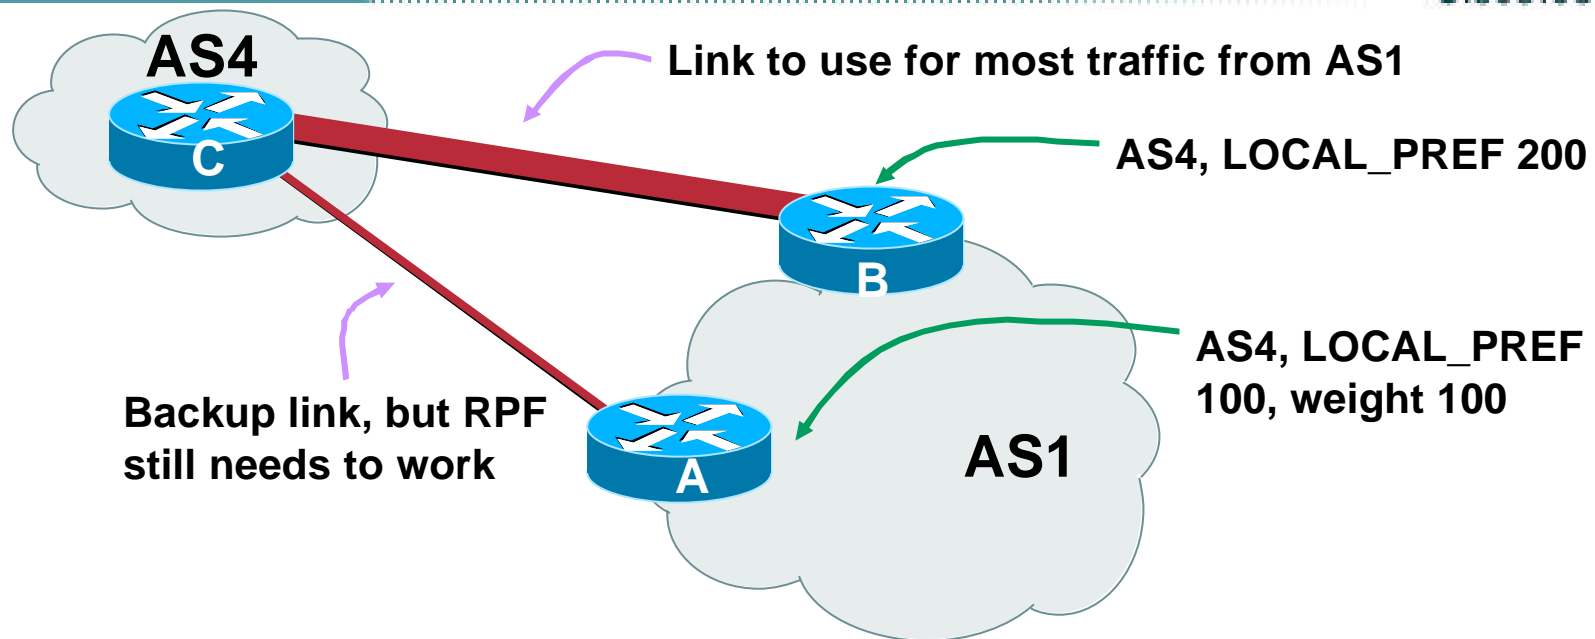 AS4
Link to use for most traffic from AS1
C
AS4, LOCAL_PREF 200
B
AS4, LOCAL_PREF
100, weight 100
Backup link, but RPF
still needs to work
A
AS1